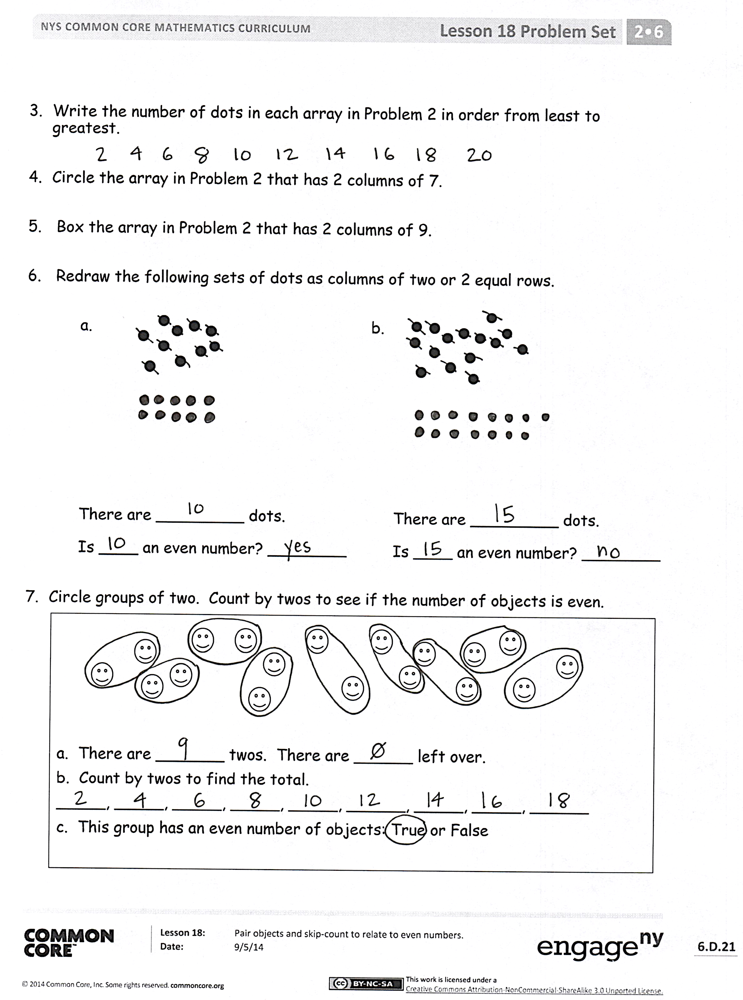 NYS COMMON CORE MATHEMATICS CURRICULUM Lesson 18 Problem Set 2•6
3. Write the number of dots in each array in Problem 2 in order from least to
greatest.
2 4 6 8 10 12 14 16 18 20
4. Circle the array in Problem 2 that has 2 columns of 7.
5. Box the array in Problem 2 that has 2 columns of 9.
6. Redraw the following sets of dots as columns of two or 2 equal rows.
a. b.
There are 10 dots. There are 15 dots.
Is 10 an even number? yes Is 15 an even number? no
7. Circle groups of two. Count by twos to see if the number of objects is even.
a. There are 9 twos. There are Ø left over.
b. Count by twos to find the total.
2, 4, 6, 8, 10, 12, 14, 16, 18
c. This group has an even number of objects: True or False
COMMON
CORE™
Lesson 18: Pair objects and skip-count to relate to even numbers.
Date: 9/5/14
engage ny
6.D.21
© 2014 Common Core, Inc. Some rights reserved. commoncore.org
cc BY-NC-SA
This work is licensed under a
Creative Commons Attribution-NonCommercial-ShareAlike 3.0 Unported License.